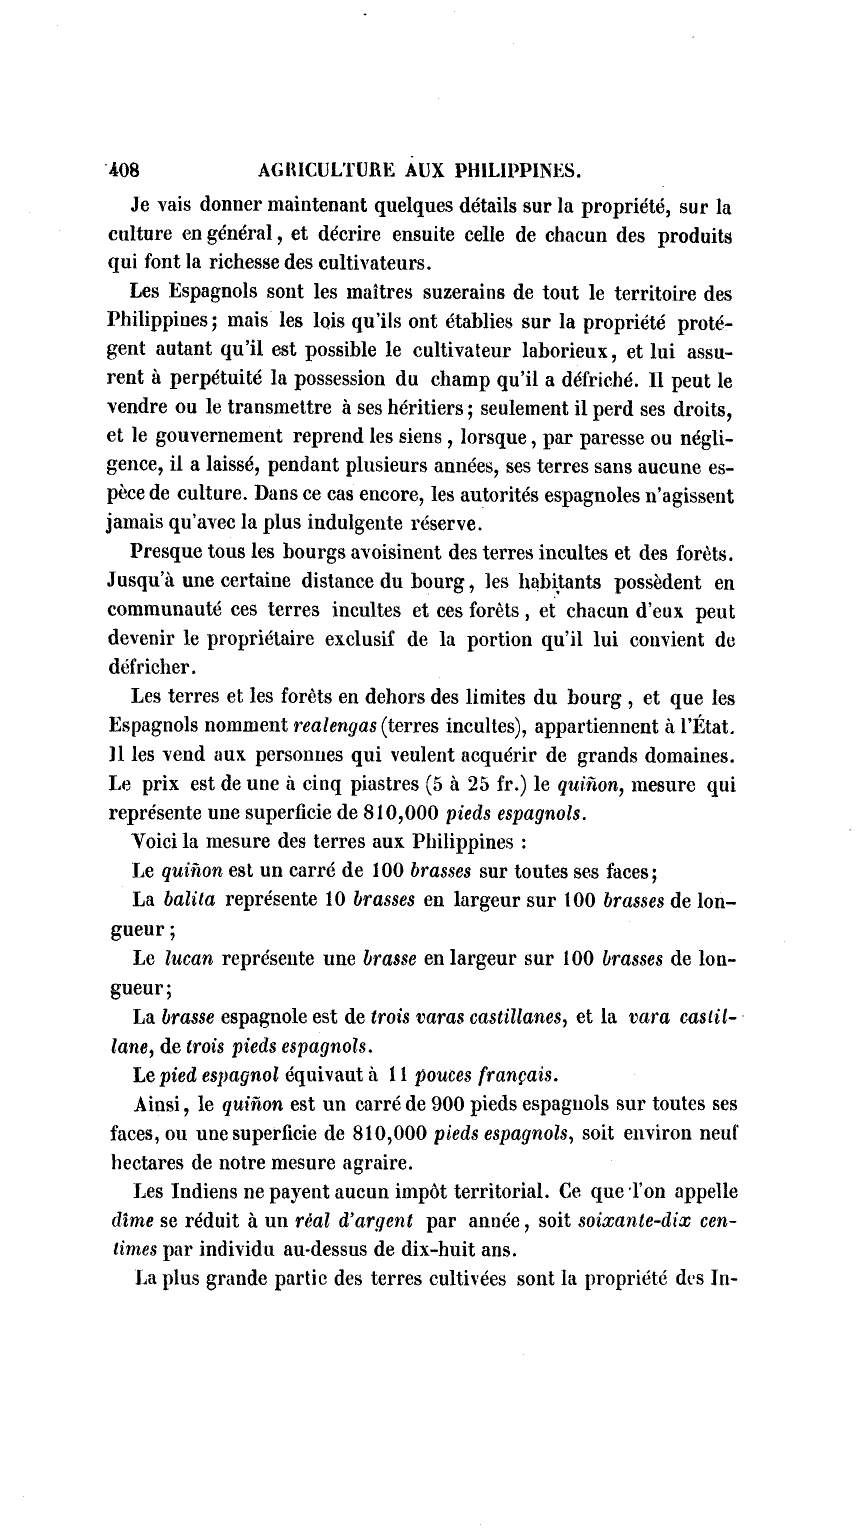 408 AGRICULTURE AUX PHILIPPINES.
Je vais donner maintenant quelques détails sur la propriété, sur la
culture en général, et décrire ensuite celle de chacun des produits
qui font la richesse des cultivateurs.
Les Espagnols sont les maîtres suzerains de tout le territoire des
Philippines; mais les lois qu'ils ont établies sur la propriété proté-
gent autant qu'il est possible le cultivateur laborieux, et lui assu-
rent à perpétuité la possession du champ qu'il a défriché. Il peut le
vendre ou le transmettre à ses héritiers; seulement il perd ses droits,
et le gouvernement reprend les siens, lorsque, par paresse ou négli-
gence, il a laissé, pendant plusieurs années, ses terres sans aucune es-
pèce de culture. Dans ce cas encore, les autorités espagnoles n'agissent
jamais qu'avec la plus indulgente réserve.
Presque tous les bourgs avoisinent des terres incultes et des forêts.
Jusqu'à une certaine distance du bourg, les habitants possèdent en
communauté ces terres incultes et ces forêts, et chacun d'eux peut
devenir le propriétaire exclusif de la portion qu'il lui convient de
défricher.
Les terres et les forêts en dehors des limites du bourg, et que les
Espagnols nomment realengas (terres incultes), appartiennent à l'État.
Il les vend aux personnes qui veulent acquérir de grands domaines.
Le prix est de une à cinq piastres (5 à 25 fr.) le quiñon, mesure qui
représente une superficie de 810,000 pieds espagnols.
Voici la mesure des terres aux Philippines :
Le quiñon est un carré de 100 brasses sur toutes ses faces;
La balita représente 10 brasses en largeur sur 100 brasses de lon-
gueur;
Le lucan représente une brasse en largeur sur 100 brasses de lon-
gueur;
La brasse espagnole est de trois varas castillanes, et la vara castil-
lane, de trois pieds espagnols.
Le pied espagnol équivaut à 11 pouces français.
Ainsi, le quiñon est un carré de 900 pieds espagnols sur toutes ses
faces, ou une superficie de 810,000 pieds espagnols, soit environ neuf
hectares de notre mesure agraire.
Les Indiens ne payent aucun impôt territorial. Ce que l'on appelle
dîme se réduit à un réal d'argent par année, soit soixante-dix cen-
times par individu au-dessus de dix-huit ans.
La plus grande partie des terres cultivées sont la propriété des In-